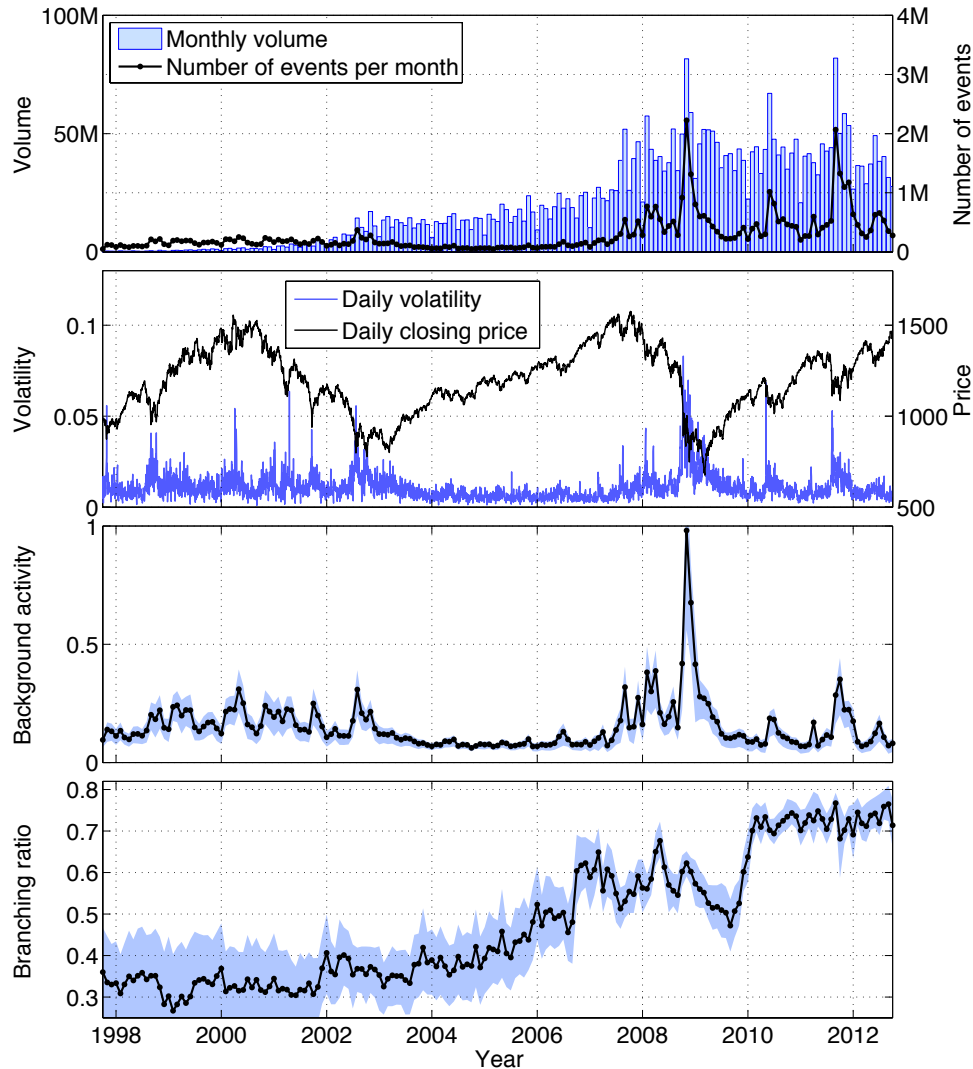 100M
4M
Monthly volume
Number of events per month
3M
Volume
50M
2M
Number of events
1M
0
0
Daily volatility
Daily closing price
0.1
1500
Volatility
0.05
1000
Price
0
500
1
Background activity
0.5
0
0.8
0.7
0.6
Branching ratio
0.5
0.4
0.3
1998 2000 2002 2004 2006 2008 2010 2012
Year